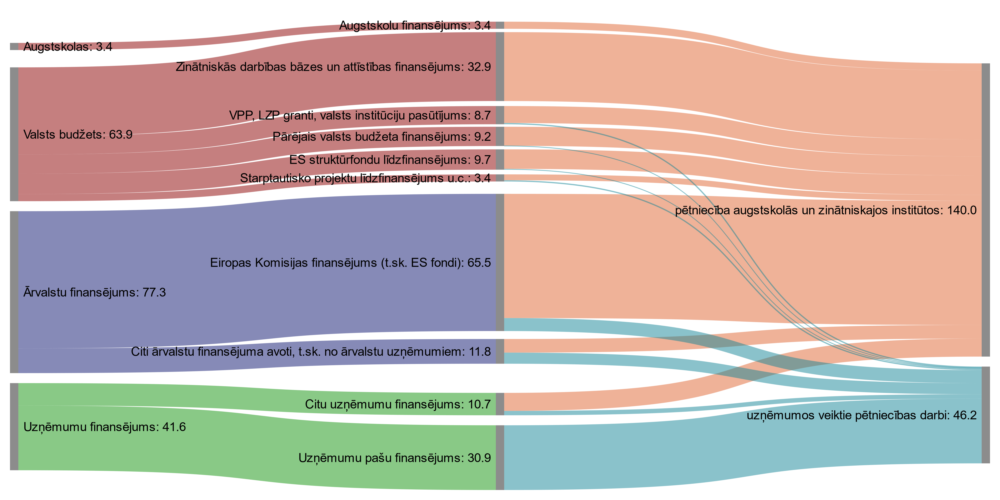 Augstskolas: 3.4
Valsts budžets: 63.9
Ārvalstu finansējums: 77.3
Uzņēmumu finansējums: 41.6
Augstskolu finansējums: 3.4
Zinātniskās darbības bāzes un attīstības finansējums: 32.9
VPP, LZP granti, valsts institūciju pasūtījums: 8.7
Pārējais valsts budžeta finansējums: 9.2
ES struktūrfondu līdzfinansējums: 9.7
Starptautisko projektu līdzfinansējums u.c.: 3.4
Eiropas Komisijas finansējums (t.sk. ES fondi): 65.5
Citi ārvalstu finansējuma avoti, t.sk. no ārvalstu uzņēmumiem: 11.8
Citu uzņēmumu finansējums: 10.7
Uzņēmumu pašu finansējums: 30.9
pētniecība augstskolās un zinātniskajos institūtos: 140.0
uzņēmumos veiktie pētniecības darbi: 46.2